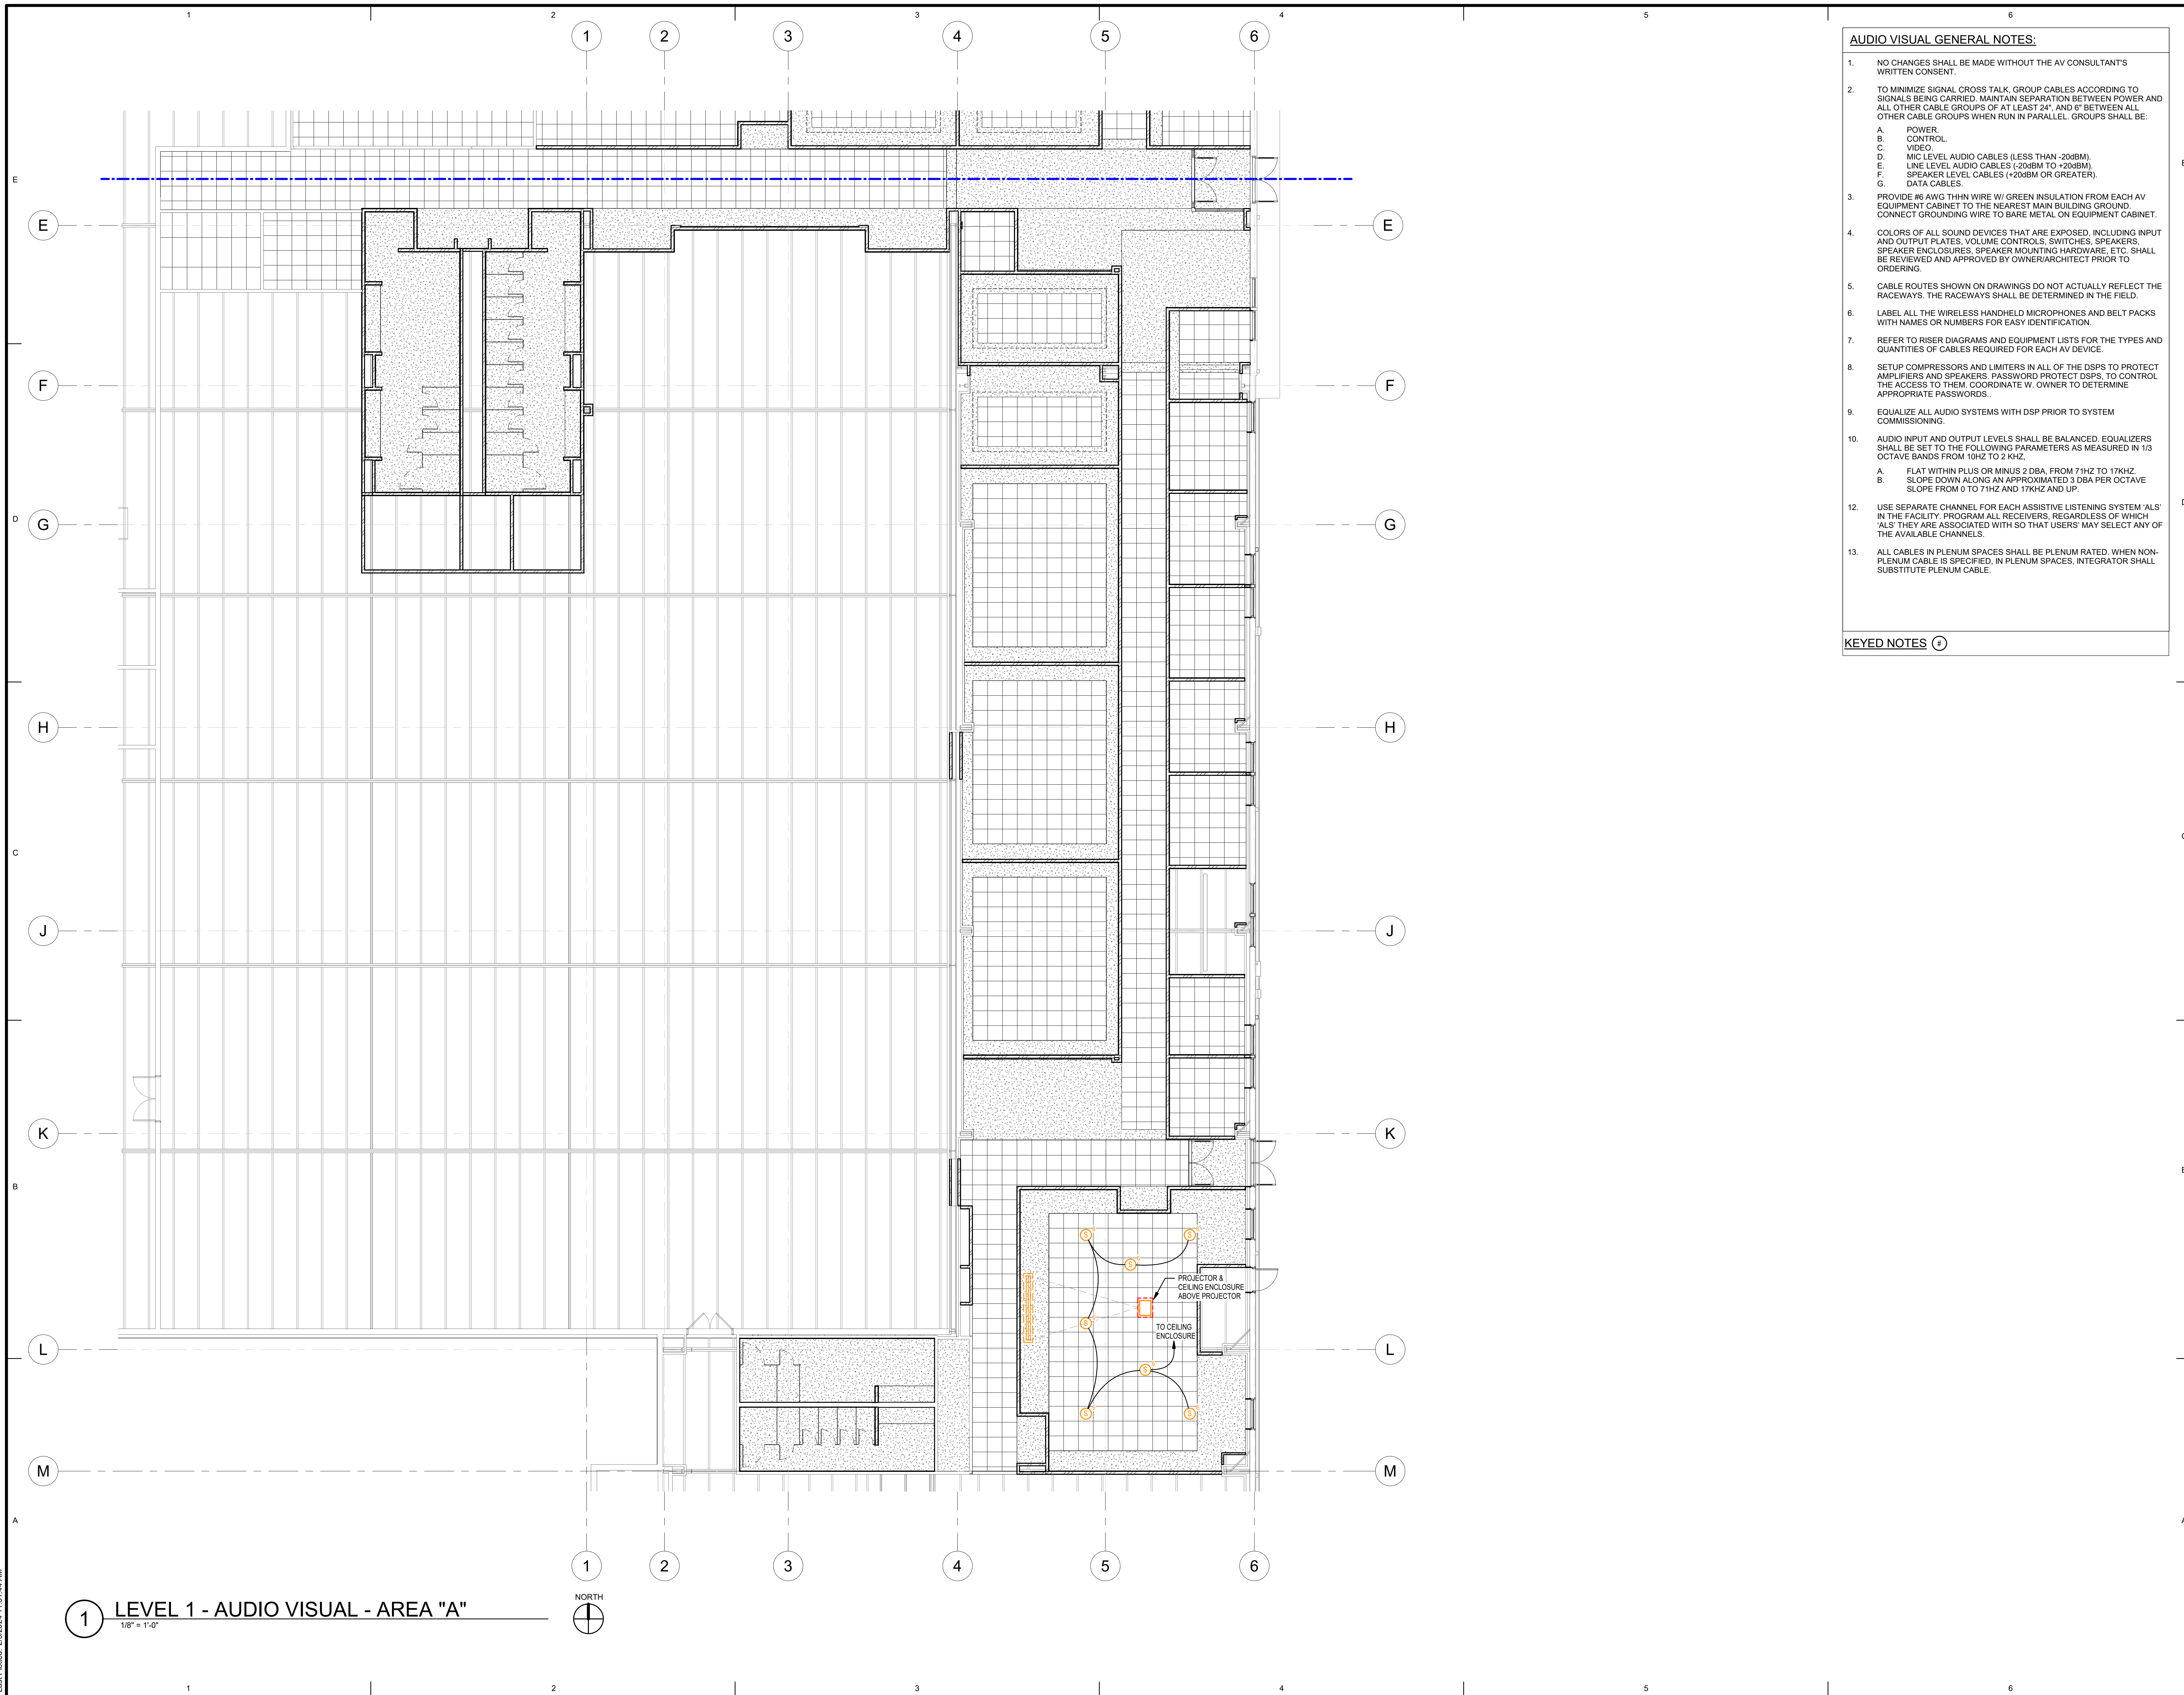 1 2 3 4 5 6
1 2 3 4 5 6
AUDIO VISUAL GENERAL NOTES:
1. NO CHANGES SHALL BE MADE WITHOUT THE AV CONSULTANT'S
WRITTEN CONSENT.
2. TO MINIMIZE SIGNAL CROSS TALK, GROUP CABLES ACCORDING TO
SIGNALS BEING CARRIED. MAINTAIN SEPARATION BETWEEN POWER AND
ALL OTHER CABLE GROUPS OF AT LEAST 24", AND 6" BETWEEN ALL
OTHER CABLE GROUPS WHEN RUN IN PARALLEL. GROUPS SHALL BE:
A. POWER.
B. CONTROL.
C. VIDEO.
D. MIC LEVEL AUDIO CABLES (LESS THAN -20dBM).
E. LINE LEVEL AUDIO CABLES (-20dBM TO +20dBM).
F. SPEAKER LEVEL CABLES (+20dBM OR GREATER).
G. DATA CABLES.
3. PROVIDE #6 AWG THHN WIRE W/ GREEN INSULATION FROM EACH AV
EQUIPMENT CABINET TO THE NEAREST MAIN BUILDING GROUND.
CONNECT GROUNDING WIRE TO BARE METAL ON EQUIPMENT CABINET.
4. COLORS OF ALL SOUND DEVICES THAT ARE EXPOSED, INCLUDING INPUT
AND OUTPUT PLATES, VOLUME CONTROLS, SWITCHES, SPEAKERS,
SPEAKER ENCLOSURES, SPEAKER MOUNTING HARDWARE, ETC. SHALL
BE REVIEWED AND APPROVED BY OWNER/ARCHITECT PRIOR TO
ORDERING.
5. CABLE ROUTES SHOWN ON DRAWINGS DO NOT ACTUALLY REFLECT THE
RACEWAYS. THE RACEWAYS SHALL BE DETERMINED IN THE FIELD.
6. LABEL ALL THE WIRELESS HANDHELD MICROPHONES AND BELT PACKS
WITH NAMES OR NUMBERS FOR EASY IDENTIFICATION.
7. REFER TO RISER DIAGRAMS AND EQUIPMENT LISTS FOR THE TYPES AND
QUANTITIES OF CABLES REQUIRED FOR EACH AV DEVICE.
8. SETUP COMPRESSORS AND LIMITERS IN ALL OF THE DSPS TO PROTECT
AMPLIFIERS AND SPEAKERS. PASSWORD PROTECT DSPS, TO CONTROL
THE ACCESS TO THEM. COORDINATE W. OWNER TO DETERMINE
APPROPRIATE PASSWORDS..
9. EQUALIZE ALL AUDIO SYSTEMS WITH DSP PRIOR TO SYSTEM
COMMISSIONING.
10. AUDIO INPUT AND OUTPUT LEVELS SHALL BE BALANCED. EQUALIZERS
SHALL BE SET TO THE FOLLOWING PARAMETERS AS MEASURED IN 1/3
OCTAVE BANDS FROM 10HZ TO 2 KHZ,
A. FLAT WITHIN PLUS OR MINUS 2 DBA, FROM 71HZ TO 17KHZ.
B. SLOPE DOWN ALONG AN APPROXIMATED 3 DBA PER OCTAVE
SLOPE FROM 0 TO 71HZ AND 17KHZ AND UP.
12. USE SEPARATE CHANNEL FOR EACH ASSISTIVE LISTENING SYSTEM 'ALS'
IN THE FACILITY. PROGRAM ALL RECEIVERS, REGARDLESS OF WHICH
'ALS' THEY ARE ASSOCIATED WITH SO THAT USERS' MAY SELECT ANY OF
THE AVAILABLE CHANNELS.
13. ALL CABLES IN PLENUM SPACES SHALL BE PLENUM RATED. WHEN NON-
PLENUM CABLE IS SPECIFIED, IN PLENUM SPACES, INTEGRATOR SHALL
SUBSTITUTE PLENUM CABLE.
KEYED NOTES #
E
E E
F F
D
G G
H H
C
J J
K K
B
S S
S
PROJECTOR &
CEILING ENCLOSURE
ABOVE PROJECTOR
S
TO CEILING
ENCLOSURE
L L
S
S S
M M
A
1 2 3 4 5 6
1 LEVEL 1 - AUDIO VISUAL - AREA "A"
1/8" = 1'-0"
NORTH
1 2 3 4 5 6